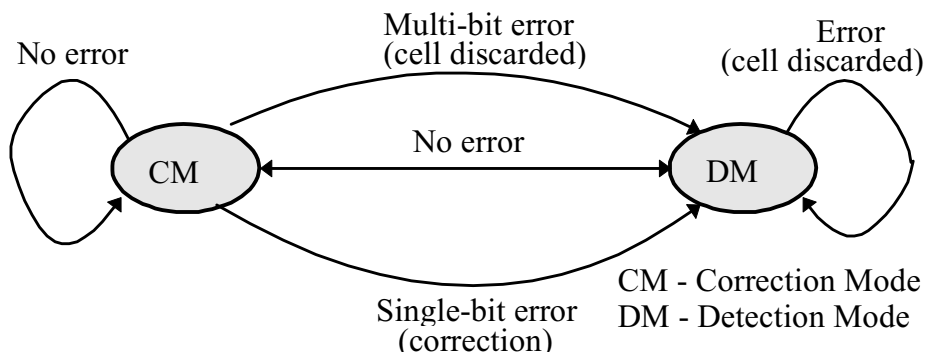 No error
Multi-bit error
(cell discarded)
Error
(cell discarded)
No error
CM
DM
Single-bit error
(correction)
CM - Correction Mode
DM - Detection Mode